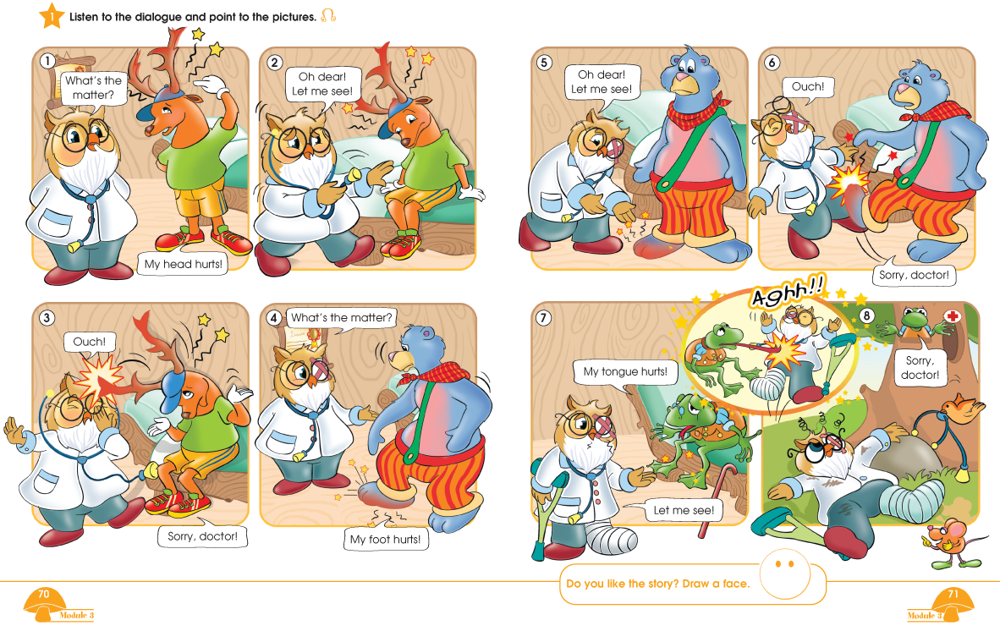 1 Listen to the dialogue and point to the pictures.
1
What's the
matter?
My head hurts!
2
Oh dear!
Let me see!
3
Ouch!
Sorry, doctor!
4
What's the matter?
My foot hurts!
5
Oh dear!
Let me see!
6
Ouch!
Sorry, doctor!
7
My tongue hurts!
Let me see!
Aghh!!
8
Sorry,
doctor!
Do you like the story? Draw a face.
70
Module 3
71
Module 3